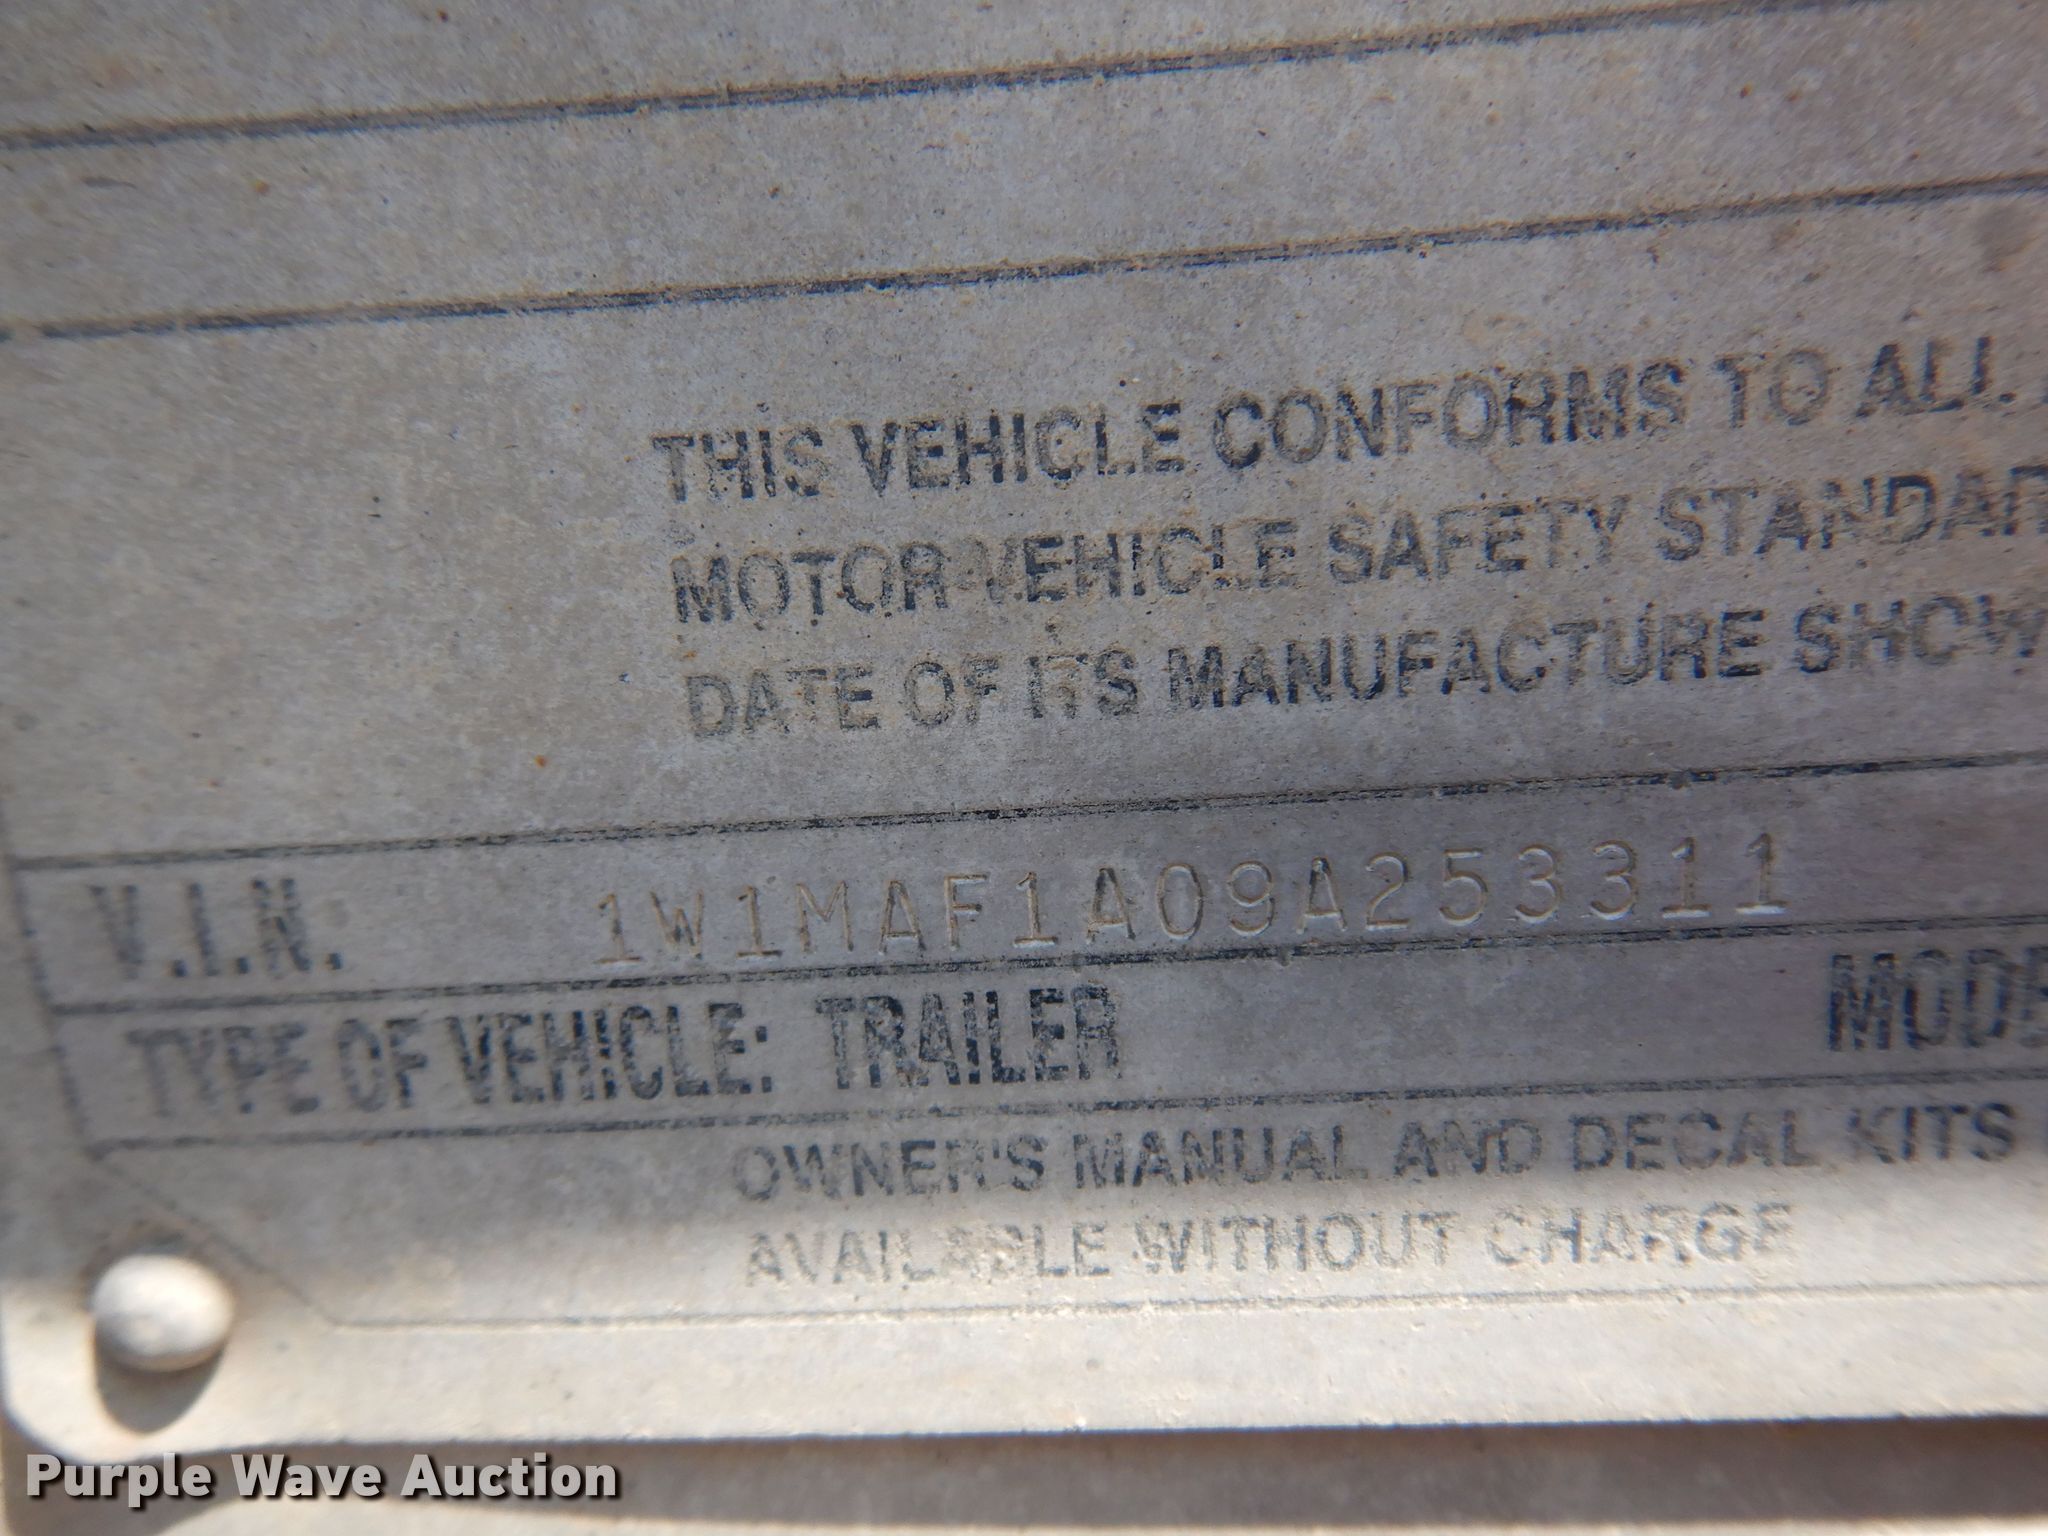 THIS VEHICLE CONFORMS TO ALL
MOTOR VEHICLE SAFETY STANDAR
DATE OF ITS MANUFACTURE SHOW
V.I.N. 1W1MAF1A09A253311
TYPE OF VEHICLE: TRAILER MODE
OWNER'S MANUAL AND DECAL KITS
AVAILABLE WITHOUT CHARGE
Purple Wave Auction